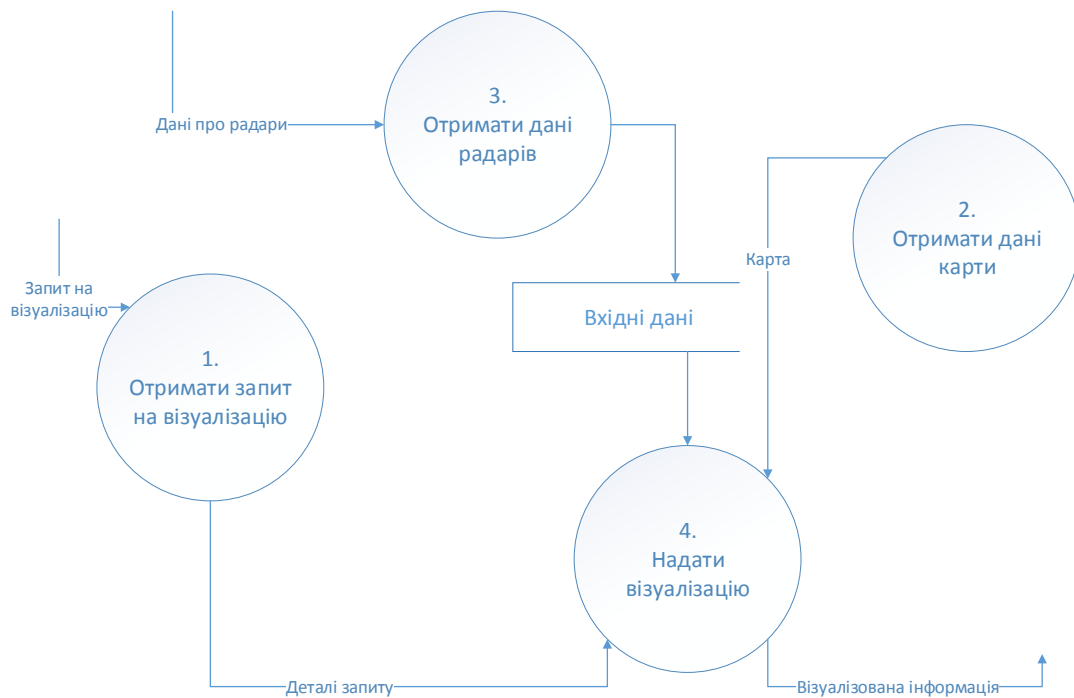 3.
Отримати дані
радарів
Дані про радари
2.
Отримати дані
карти
Карта
Запит на
візуалізацію
Вхідні дані
1.
Отримати запит
на візуалізацію
4.
Надати
візуалізацію
Деталі запиту
Візуалізована інформація